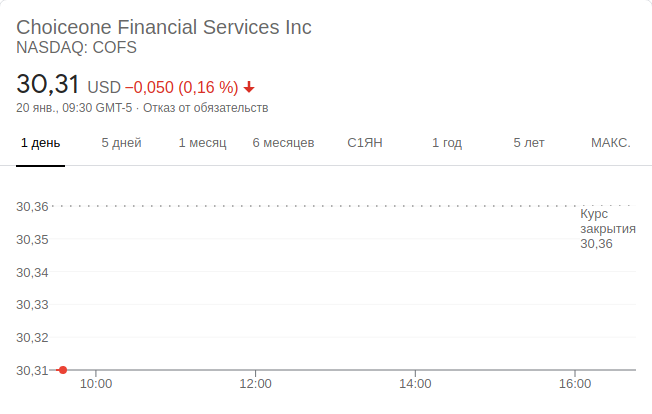 Choiceone Financial Services Inc
NASDAQ: COFS
30,31 USD −0,050 (0,16 %)
20 янв., 09:30 GMT-5 · Отказ от обязательств
1 день 5 дней 1 месяц 6 месяцев С1ЯН 1 год 5 лет МАКС.
30,36
Курс
закрытия
30,36
30,35
30,34
30,33
30,32
30,31
10:00 12:00 14:00 16:00